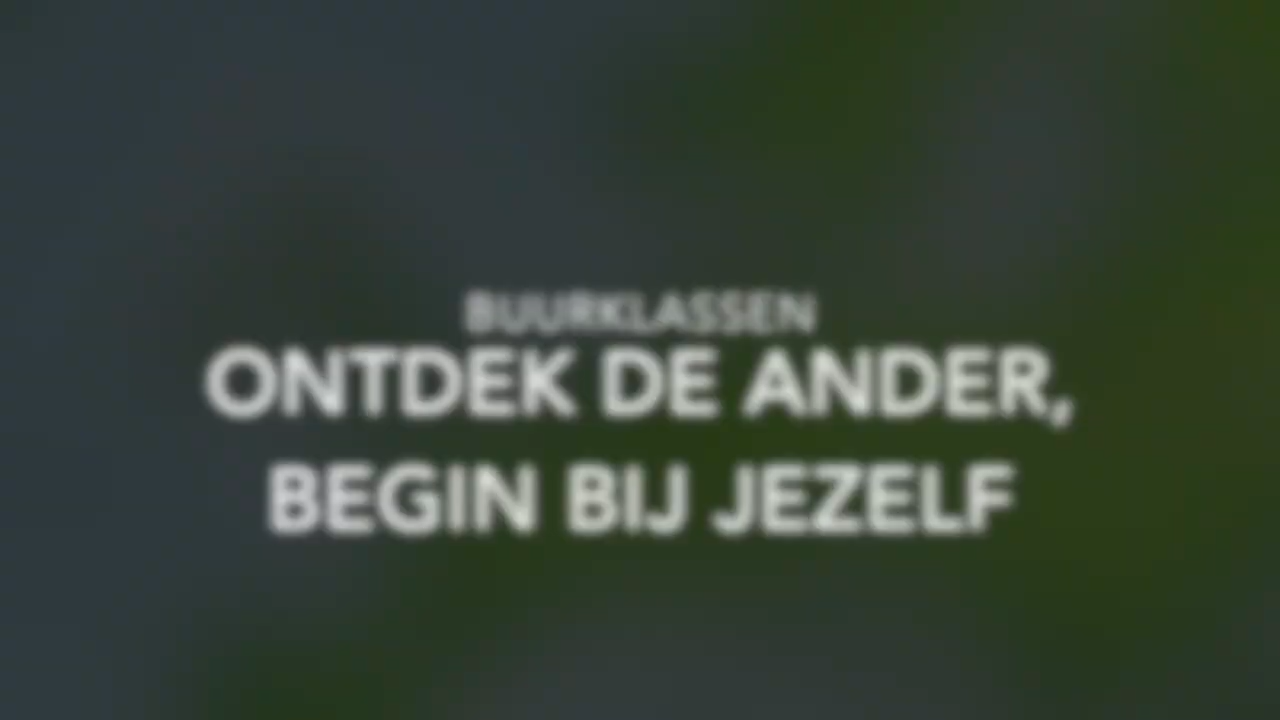 BUURKLASSEN
ONTDEK DE ANDER,
BEGIN BIJ JEZELF